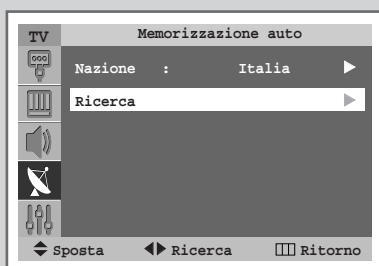 TV Memorizzazione auto
Nazione : Italia
Ricerca
Sposta Ricerca Ritorno